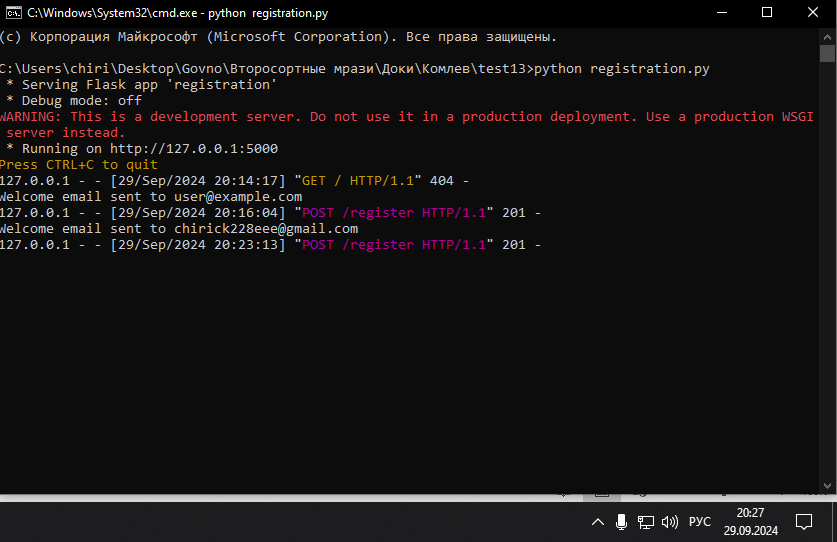 C:\Windows\System32\cmd.exe - python registration.py
(c) Корпорация Майкрософт (Microsoft Corporation). Все права защищены.
C:\Users\chiri\Desktop\Govno\Второсортные мрази\Доки\Комлев\test13>python registration.py
* Serving Flask app 'registration'
* Debug mode: off
WARNING: This is a development server. Do not use it in a production deployment. Use a production WSGI
server instead.
* Running on http://127.0.0.1:5000
Press CTRL+C to quit
127.0.0.1 - - [29/Sep/2024 20:14:17] "GET / HTTP/1.1" 404 -
Welcome email sent to user@example.com
127.0.0.1 - - [29/Sep/2024 20:16:04] "POST /register HTTP/1.1" 201 -
Welcome email sent to chirick228eee@gmail.com
127.0.0.1 - - [29/Sep/2024 20:23:13] "POST /register HTTP/1.1" 201 -
РУС
20:27
29.09.2024